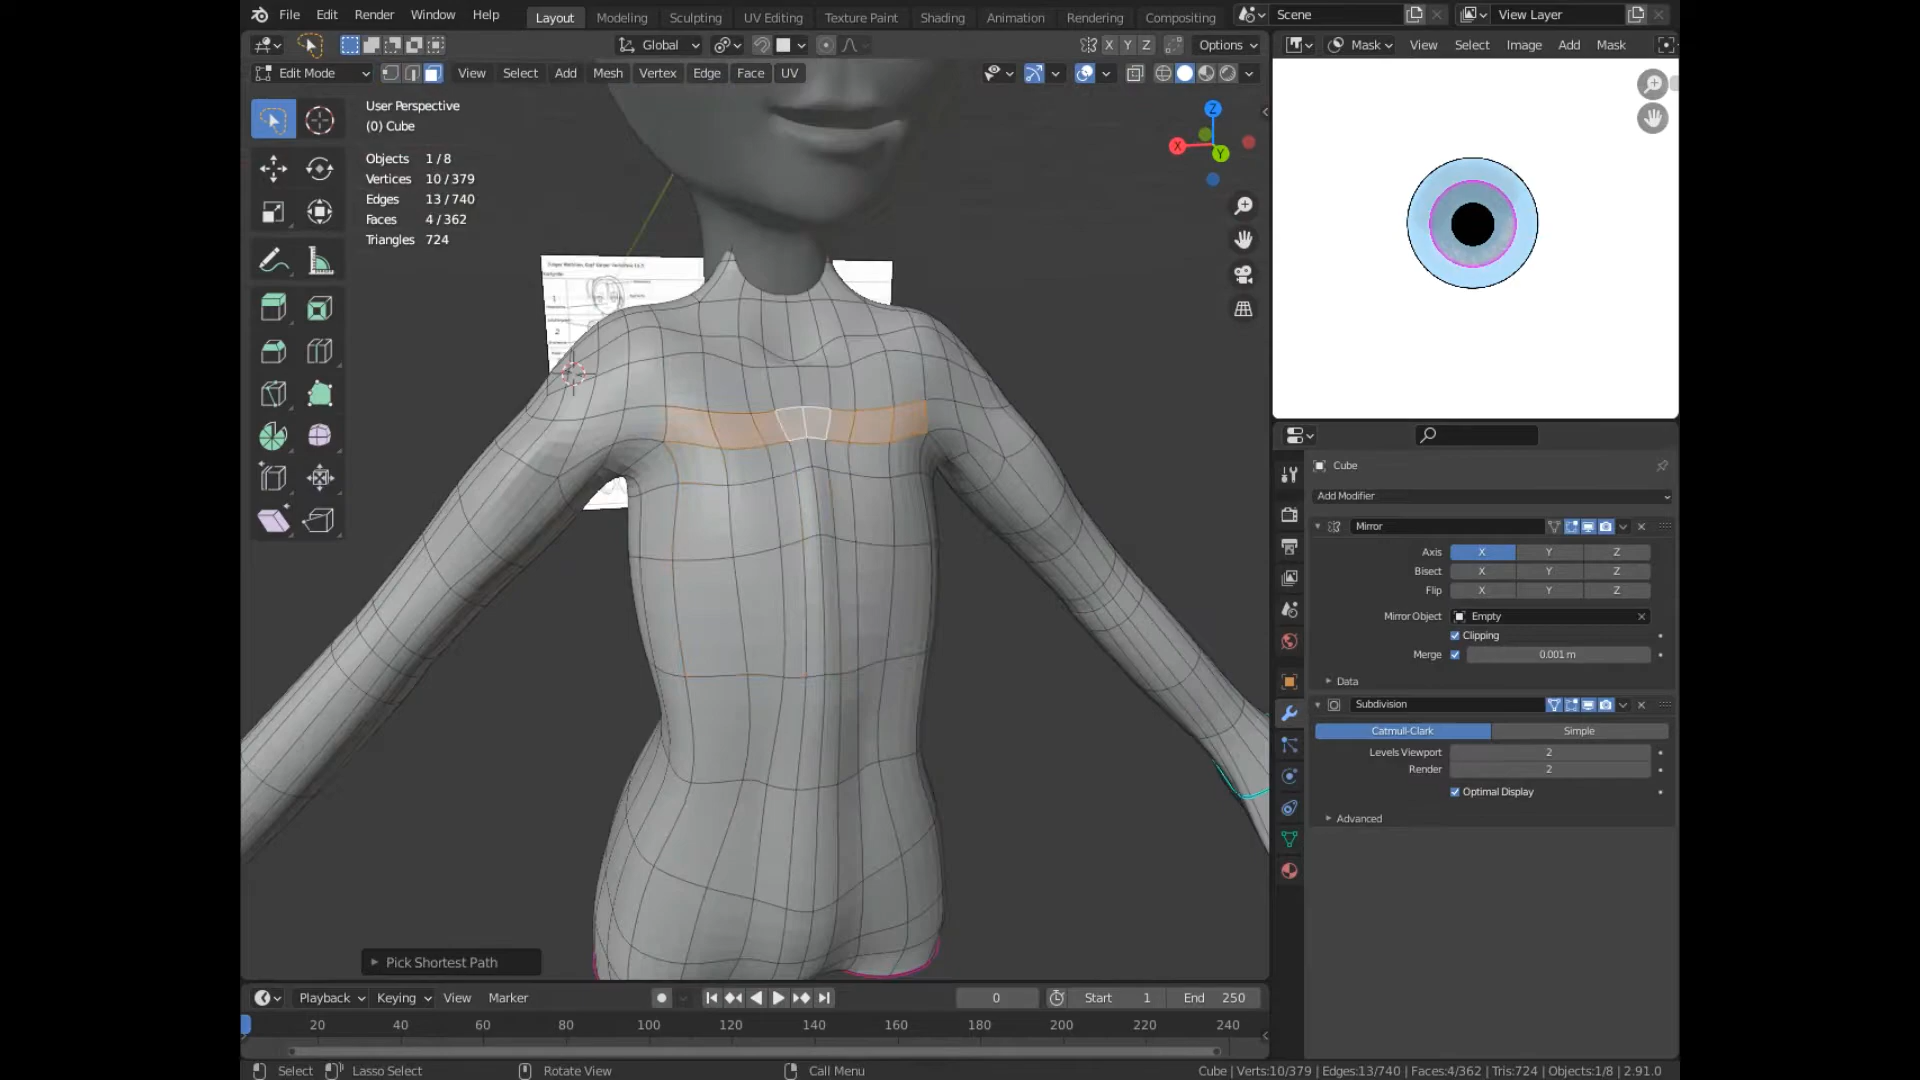 File Edit Render Window Help Layout Modeling Sculpting UV Editing Texture Paint Shading Animation Rendering Compositing Scene View Layer
Global X Y Z Options
Mask View Select Image Add Mask
Edit Mode View Select Add Mesh Vertex Edge Face UV
User Perspective
(0) Cube
Objects 1 / 8
Vertices 10 / 379
Edges 13 / 740
Faces 4 / 362
Triangles 724
Z
X
Y
1
2
Cube
Add Modifier
Mirror
Axis X Y Z
Bisect X Y Z
Flip X Y Z
Mirror Object Empty
Clipping
Merge 0.001 m
Data
Subdivision
Catmull-Clark Simple
Levels Viewport 2
Render 2
Optimal Display
Advanced
Pick Shortest Path
Playback Keying View Marker 0 Start 1 End 250
20 40 60 80 100 120 140 160 180 200 220 240
Select Lasso Select Rotate View Call Menu Cube | Verts:10/379 | Edges:13/740 | Faces:4/362 | Tris:724 | Objects:1/8 | 2.91.0